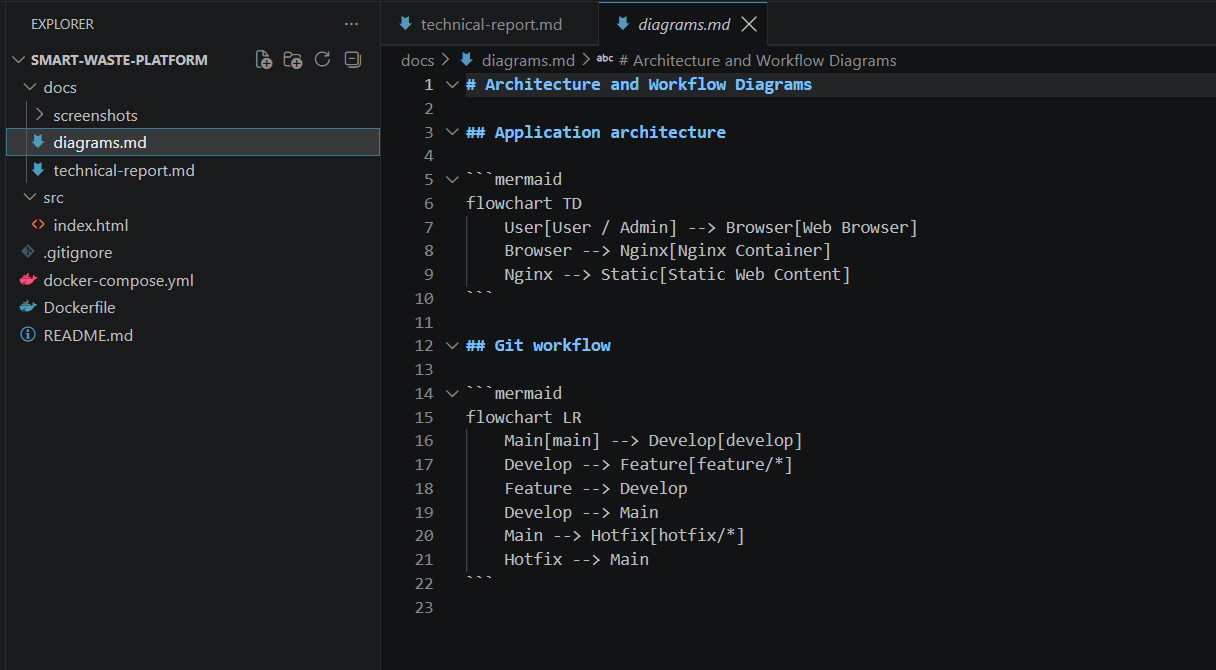 EXPLORER
SMART-WASTE-PLATFORM
docs
screenshots
diagrams.md
technical-report.md
src
index.html
.gitignore
docker-compose.yml
Dockerfile
README.md
technical-report.md
diagrams.md
docs > diagrams.md > abc # Architecture and Workflow Diagrams
1 # Architecture and Workflow Diagrams
2
3 ## Application architecture
4
5 ```mermaid
6 flowchart TD
7     User[User / Admin] --> Browser[Web Browser]
8     Browser --> Nginx[Nginx Container]
9     Nginx --> Static[Static Web Content]
10 ```
11
12 ## Git workflow
13
14 ```mermaid
15 flowchart LR
16     Main[main] --> Develop[develop]
17     Develop --> Feature[feature/*]
18     Feature --> Develop
19     Develop --> Main
20     Main --> Hotfix[hotfix/*]
21     Hotfix --> Main
22 ```
23